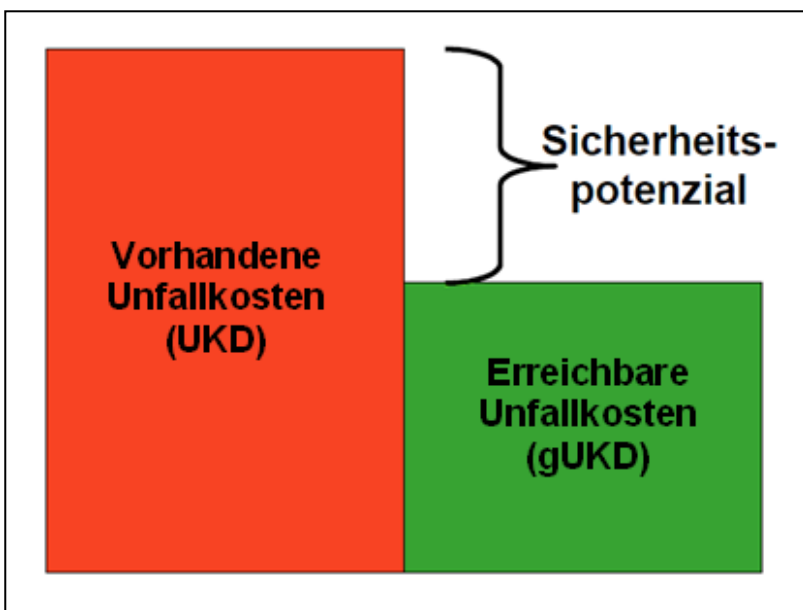 Sicherheits-
potenzial
Vorhandene
Unfallkosten
(UKD)
Erreichbare
Unfallkosten
(gUKD)